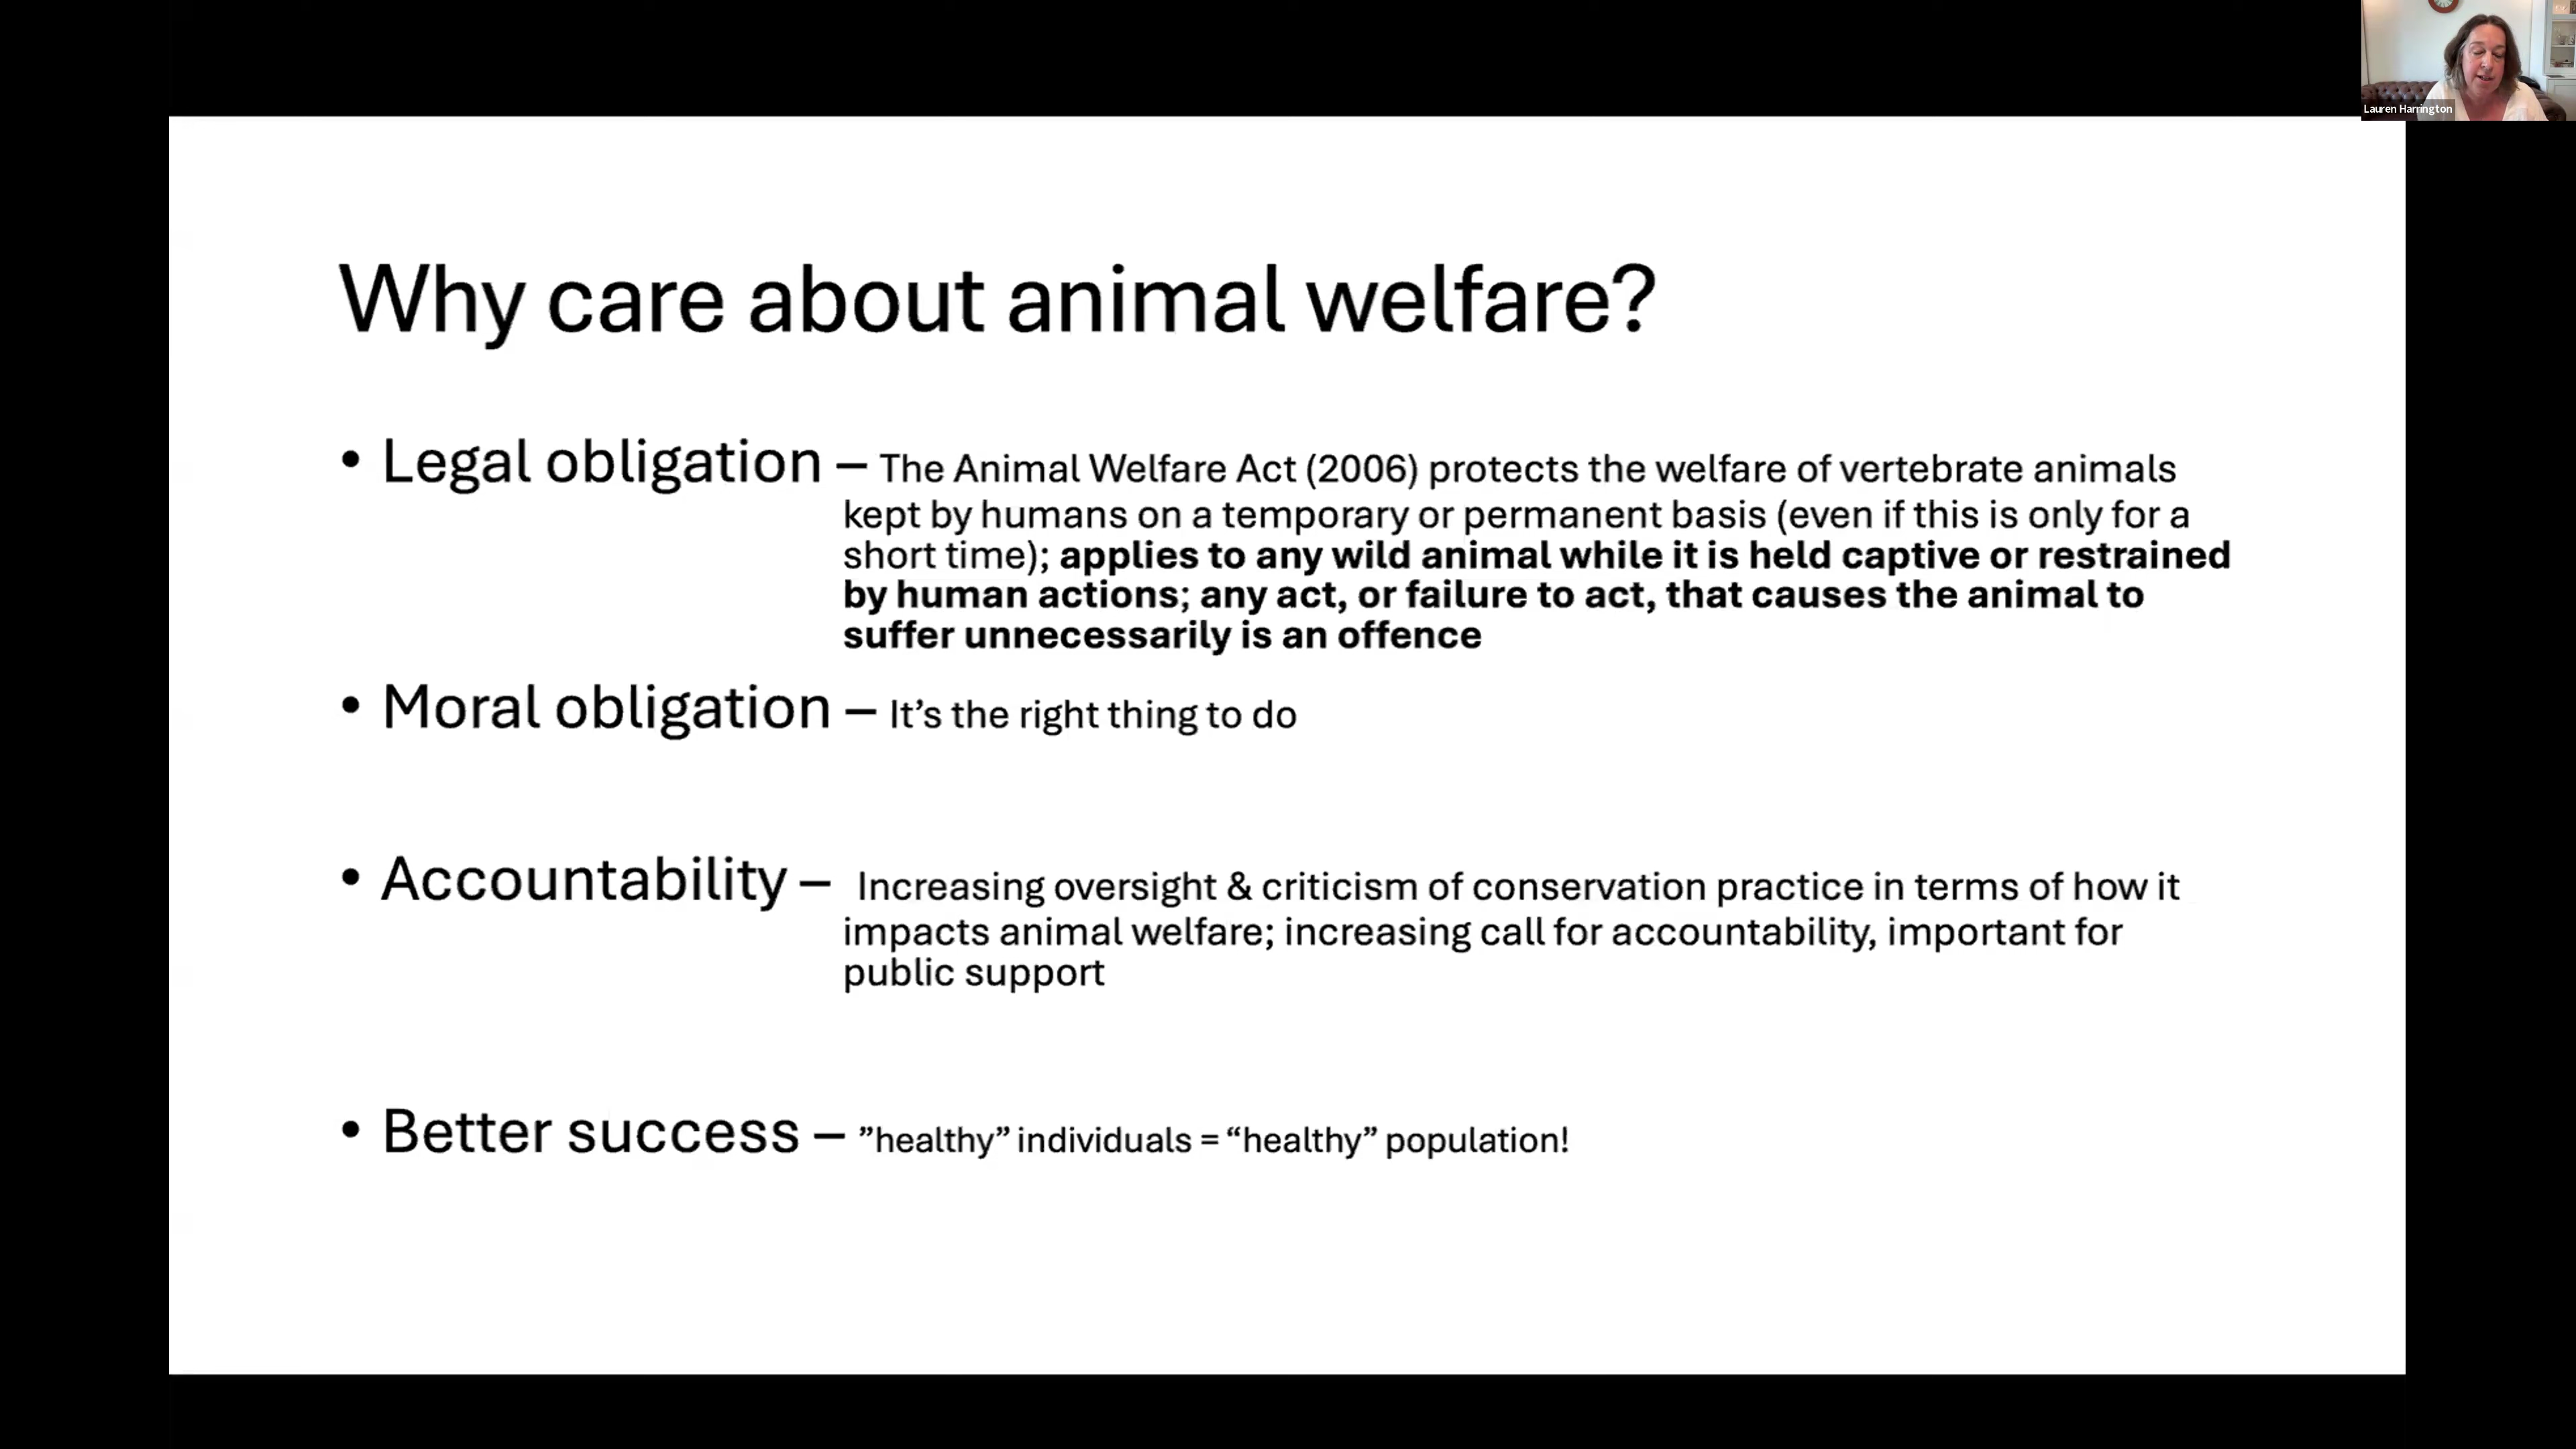 Lauren Harrington
Why care about animal welfare?
• Legal obligation – The Animal Welfare Act (2006) protects the welfare of vertebrate animals
kept by humans on a temporary or permanent basis (even if this is only for a
short time); applies to any wild animal while it is held captive or restrained
by human actions; any act, or failure to act, that causes the animal to
suffer unnecessarily is an offence
• Moral obligation – It’s the right thing to do
• Accountability – Increasing oversight & criticism of conservation practice in terms of how it
impacts animal welfare; increasing call for accountability, important for
public support
• Better success – ”healthy” individuals = “healthy” population!